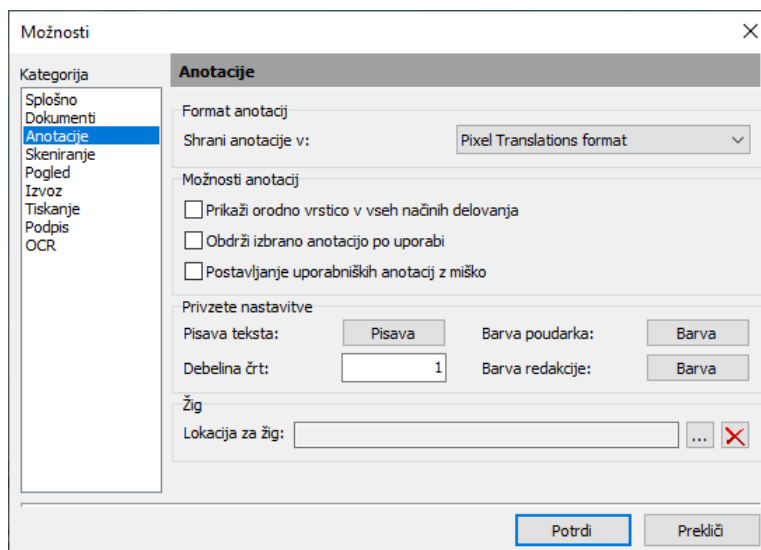 Možnosti
Kategorija
Splošno
Dokumenti
Anotacije
Skeniranje
Pogled
Izvoz
Tiskanje
Podpis
OCR
Anotacije
Format anotacij
Shrani anotacije v: Pixel Translations format
Možnosti anotacij
Prikaži orodno vrstico v vseh načinih delovanja
Obdrži izbrano anotacijo po uporabi
Postavljanje uporabniških anotacij z miško
Privzete nastavitve
Pisava teksta: Pisava Barva poudarka: Barva
Debelina črt: 1 Barva redakcije: Barva
Žig
Lokacija za žig: ...
Potrdi Prekliči